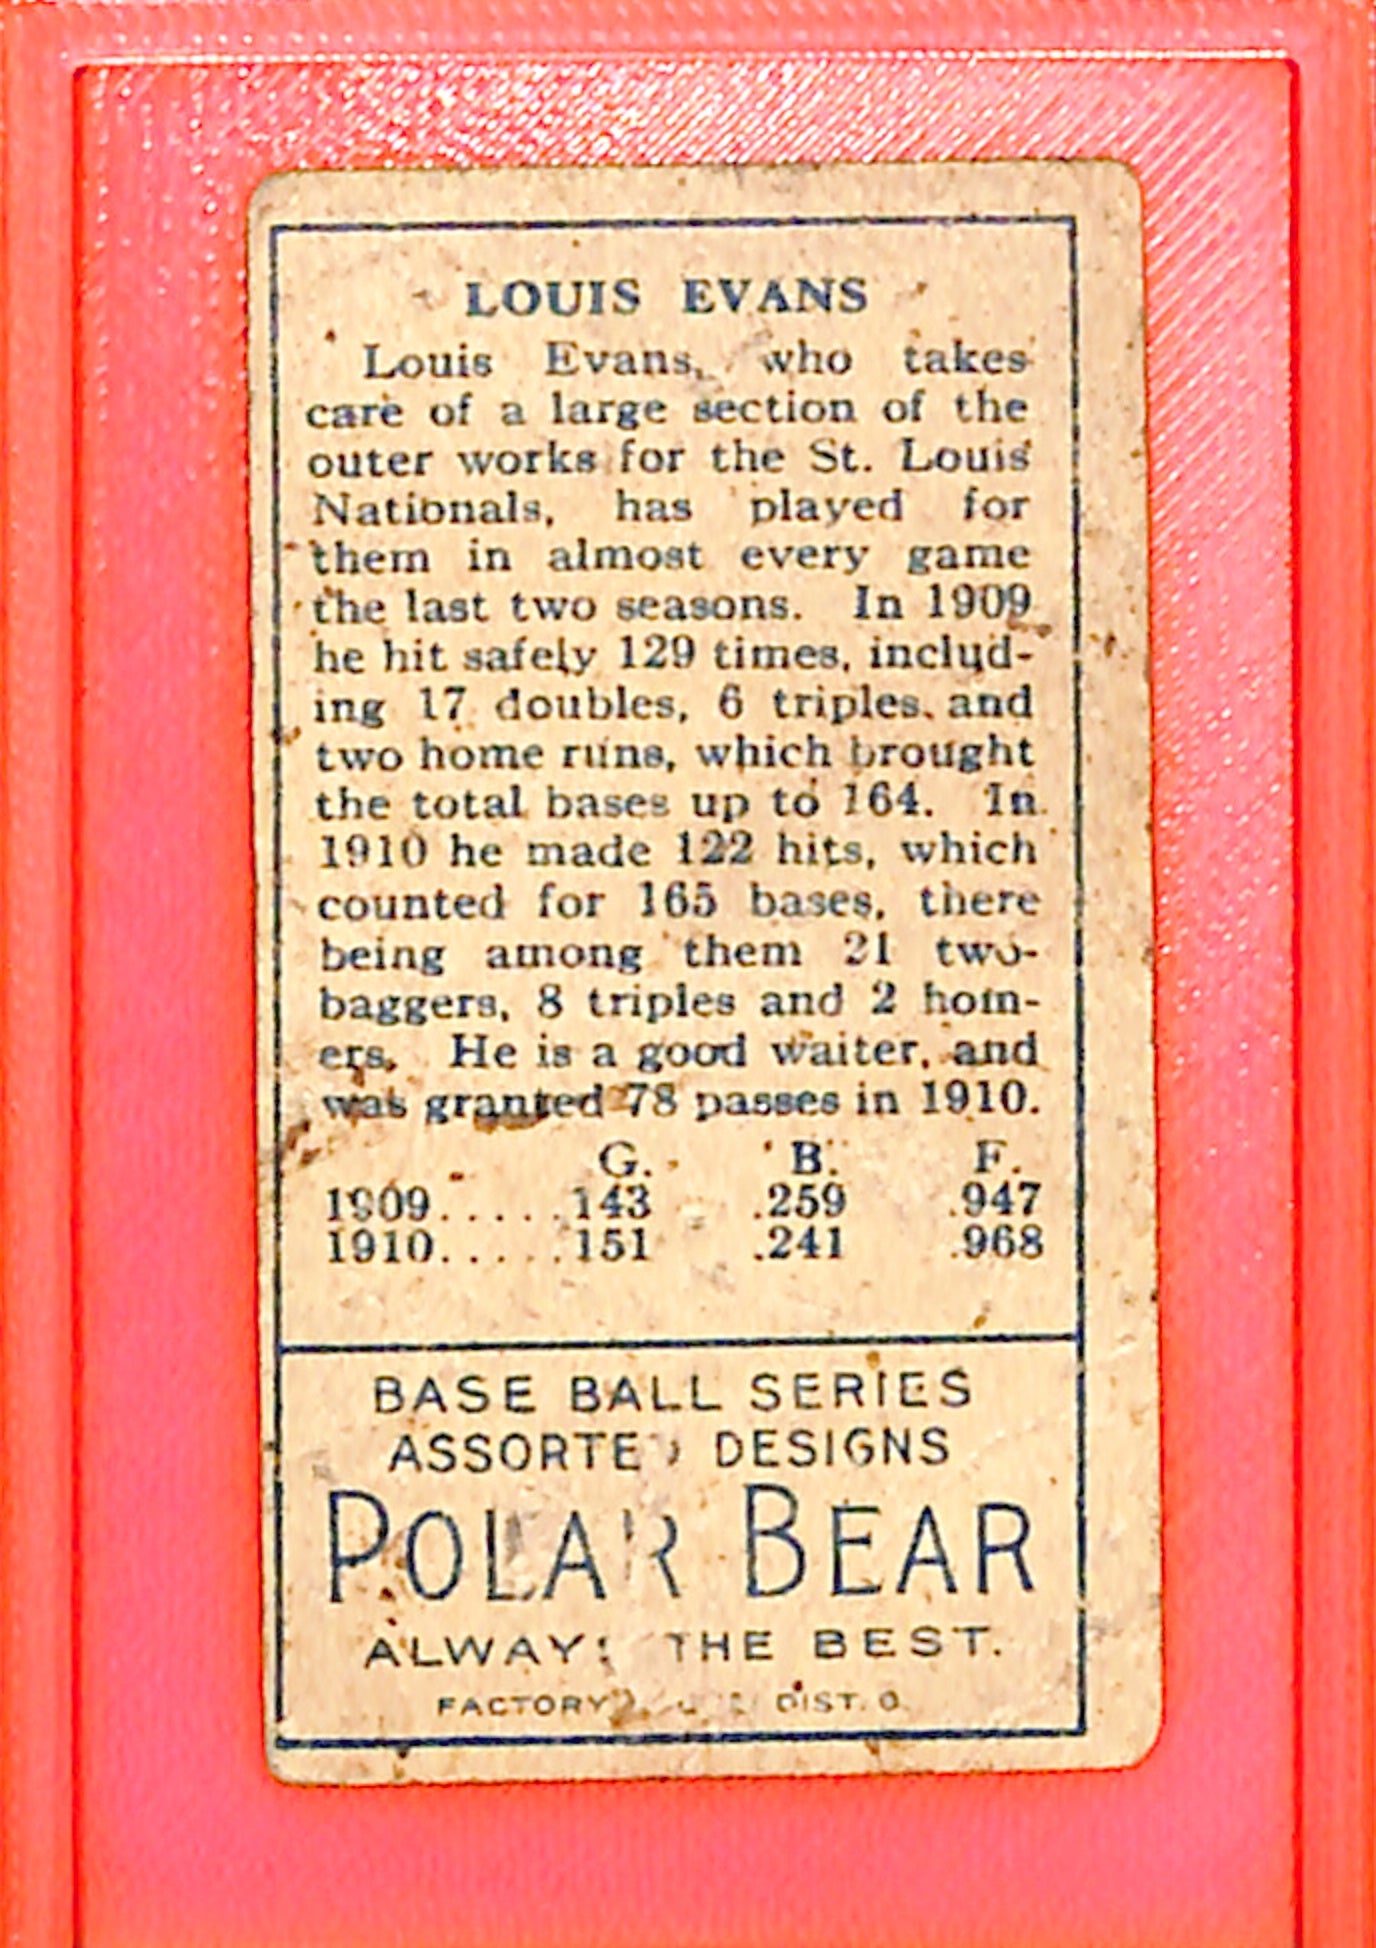 LOUIS EVANS
Louis Evans, who takes
care of a large section of the
outer works for the St. Louis
Nationals, has played for
them in almost every game
the last two seasons. In 1909
he hit safely 129 times, includ-
ing 17 doubles, 6 triples, and
two home runs, which brought
the total bases up to 164. In
1910 he made 122 hits, which
counted for 165 bases, there
being among them 21 two-
baggers, 8 triples and 2 hom-
ers. He is a good waiter, and
was granted 78 passes in 1910.
G. B. F.
1909......143 .259 .947
1910......151 .241 .968
BASE BALL SERIES
ASSORTED DESIGNS
POLAR BEAR
ALWAYS THE BEST.
FACTORY DIST. O.